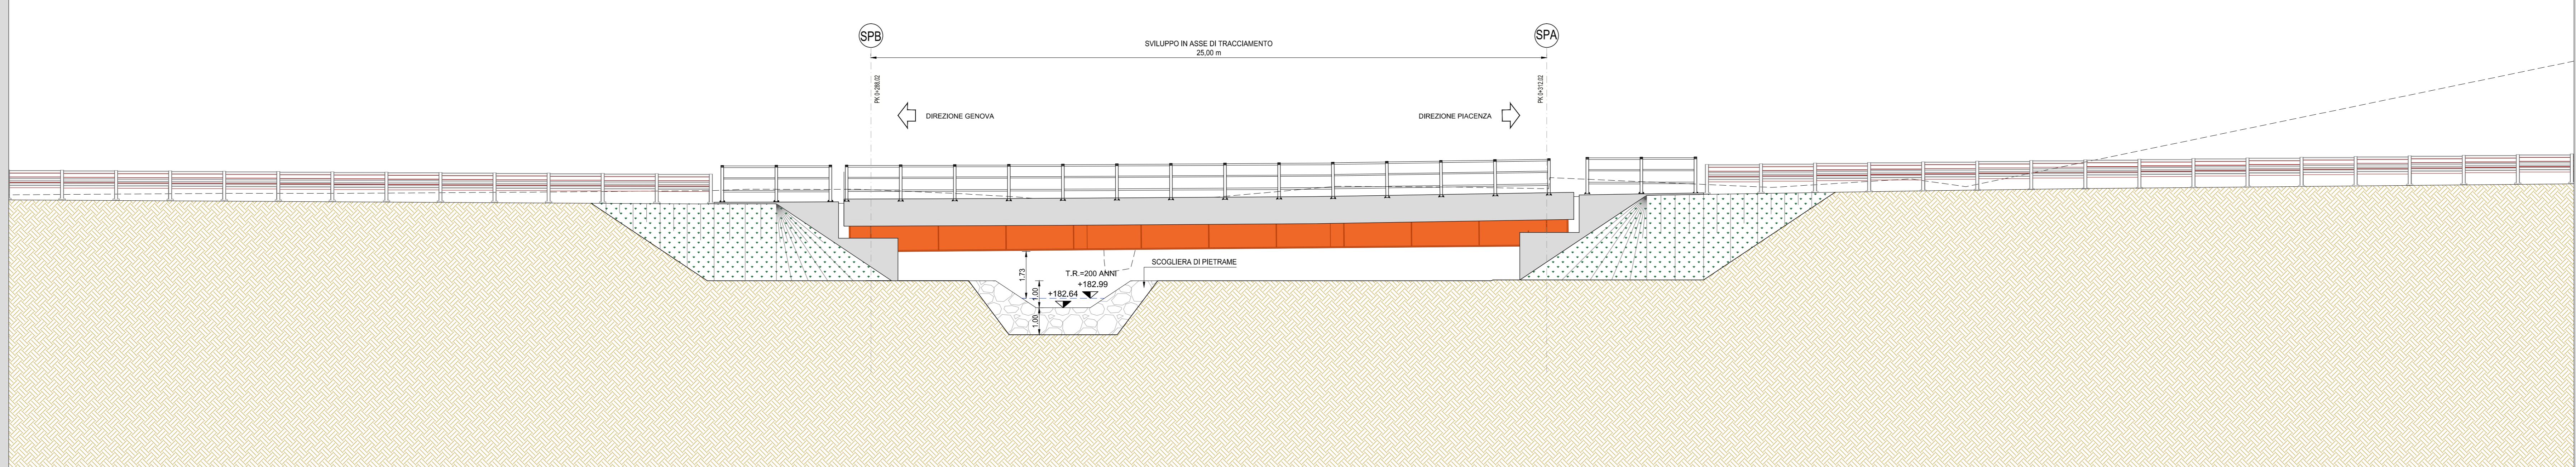 SPB
SPA
SVILUPPO IN ASSE DI TRACCIAMENTO
25,00 m
PK 0+288,02
PK 0+312,02
DIREZIONE GENOVA
DIREZIONE PIACENZA
SCOGLIERA DI PIETRAME
T.R.=200 ANNI
+182.99
+182.64
1,73
1,00
1,00